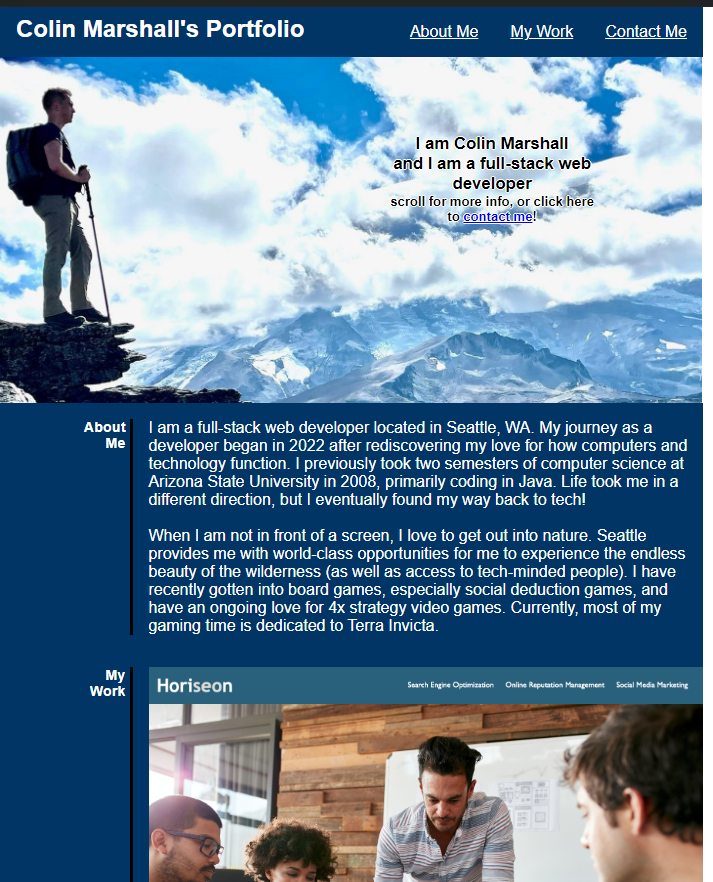 Colin Marshall's Portfolio
About Me
My Work
Contact Me
I am Colin Marshall
and I am a full-stack web
developer
scroll for more info, or click here
to contact me!
About
Me
I am a full-stack web developer located in Seattle, WA. My journey as a
developer began in 2022 after rediscovering my love for how computers and
technology function. I previously took two semesters of computer science at
Arizona State University in 2008, primarily coding in Java. Life took me in a
different direction, but I eventually found my way back to tech!
When I am not in front of a screen, I love to get out into nature. Seattle
provides me with world-class opportunities for me to experience the endless
beauty of the wilderness (as well as access to tech-minded people). I have
recently gotten into board games, especially social deduction games, and
have an ongoing love for 4x strategy video games. Currently, most of my
gaming time is dedicated to Terra Invicta.
My
Work
Horiseon
Search Engine Optimization
Online Reputation Management
Social Media Marketing